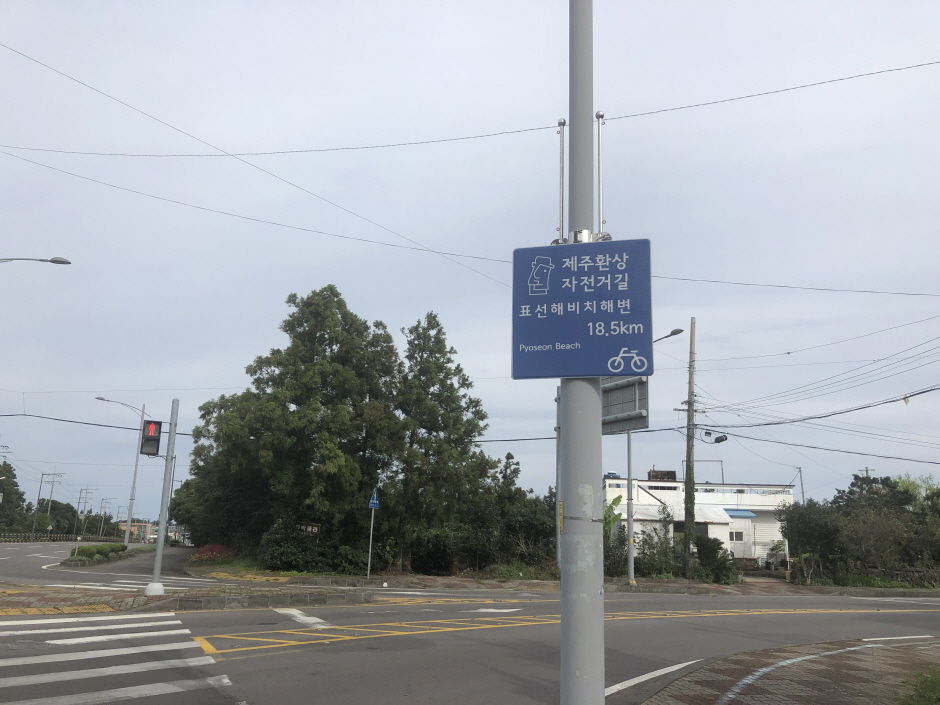 제주환상
자전거길
표선해비치해변
18.5km
Pyoseon Beach